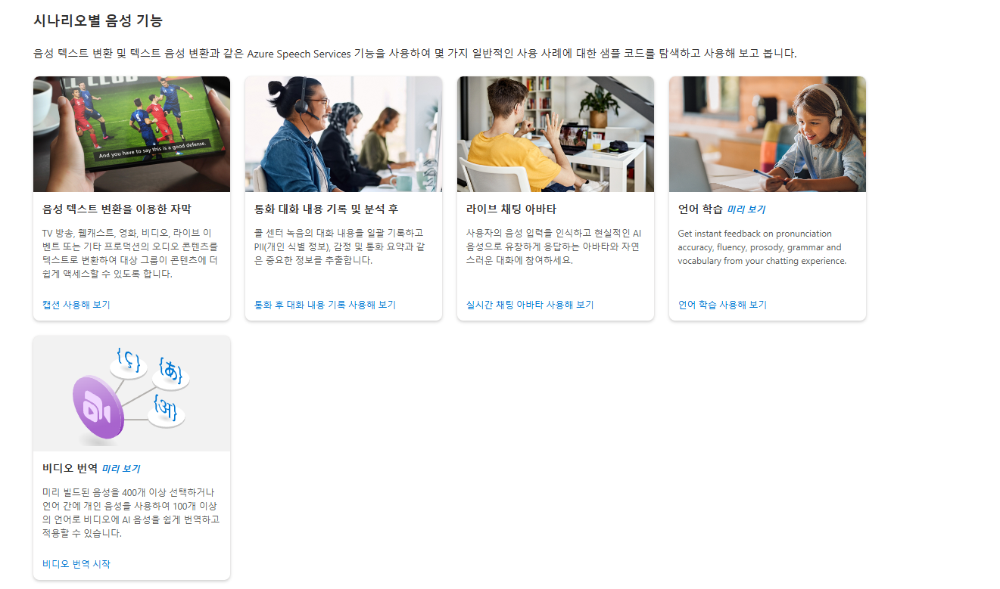 시나리오별 음성 기능
음성 텍스트 변환 및 텍스트 음성 변환과 같은 Azure Speech Services 기능을 사용하여 몇 가지 일반적인 사용 사례에 대한 샘플 코드를 탐색하고 사용해 보고 봅니다.
CLUB
And you have to say this is a good defense.
음성 텍스트 변환을 이용한 자막
TV 방송, 웹캐스트, 영화, 비디오, 라이브 이
벤트 또는 기타 프로덕션의 오디오 콘텐츠를
텍스트로 변환하여 대상 그룹이 콘텐츠에 더
쉽게 액세스할 수 있도록 합니다.
캡션 사용해 보기
통화 대화 내용 기록 및 분석 후
콜 센터 녹음의 대화 내용을 일괄 기록하고
PII(개인 식별 정보), 감정 및 통화 요약과 같
은 중요한 정보를 추출합니다.
통화 후 대화 내용 기록 사용해 보기
라이브 채팅 아바타
사용자의 음성 입력을 인식하고 현실적인 AI
음성으로 유창하게 응답하는 아바타와 자연
스러운 대화에 참여하세요.
실시간 채팅 아바타 사용해 보기
언어 학습 미리 보기
Get instant feedback on pronunciation
accuracy, fluency, prosody, grammar and
vocabulary from your chatting experience.
언어 학습 사용해 보기
{ç}
{あ}
{अ}
비디오 번역 미리 보기
미리 빌드된 음성을 400개 이상 선택하거나
언어 간에 개인 음성을 사용하여 100개 이상
의 언어로 비디오에 AI 음성을 쉽게 번역하고
적용할 수 있습니다.
비디오 번역 시작